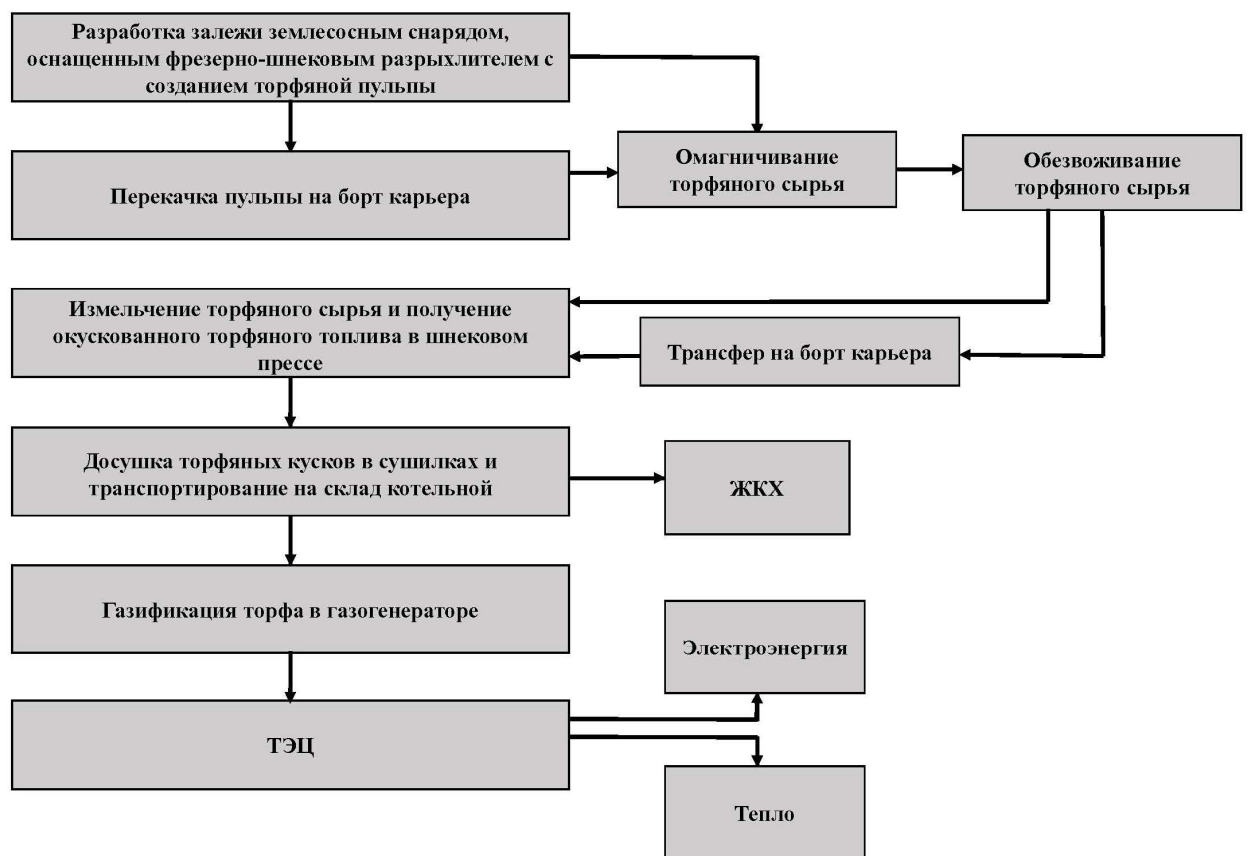 Разработка залежи землесосным снарядом,
оснащенным фрезерно-шнековым разрыхлителем с
созданием торфяной пульпы
Перекачка пульпы на борт карьера
Омагничивание
торфяного сырья
Обезвоживание
торфяного сырья
Измельчение торфяного сырья и получение
окускованного торфяного топлива в шнековом
прессе
Трансфер на борт карьера
Досушка торфяных кусков в сушилках и
транспортирование на склад котельной
ЖКХ
Газификация торфа в газогенераторе
Электроэнергия
ТЭЦ
Тепло